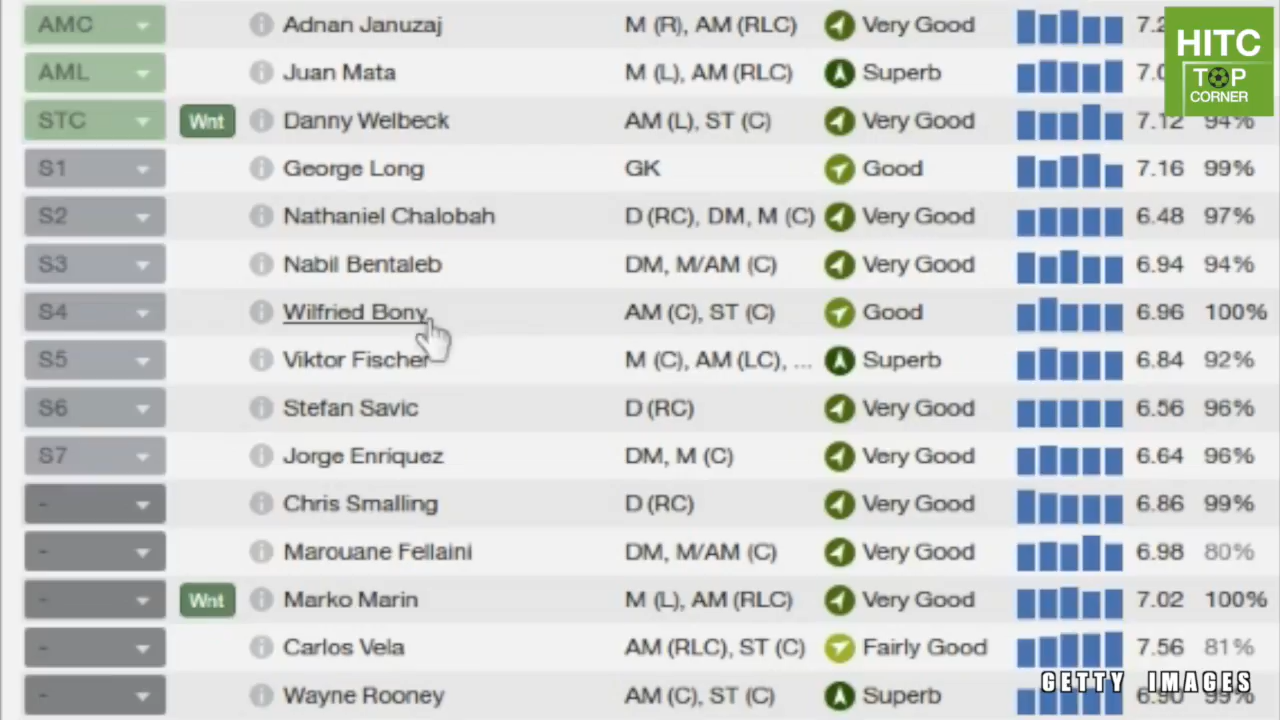 AMC Adnan Januzaj M (R), AM (RLC) Very Good
AML Juan Mata M (L), AM (RLC) Superb
STC Wnt Danny Welbeck AM (L), ST (C) Very Good 7.12 94%
S1 George Long GK Good 7.16 99%
S2 Nathaniel Chalobah D (RC), DM, M (C) Very Good 6.48 97%
S3 Nabil Bentaleb DM, M/AM (C) Very Good 6.94 94%
S4 Wilfried Bony AM (C), ST (C) Good 6.96 100%
S5 Viktor Fischer M (C), AM (LC), ... Superb 6.84 92%
S6 Stefan Savic D (RC) Very Good 6.56 96%
S7 Jorge Enriquez DM, M (C) Very Good 6.64 96%
- Chris Smalling D (RC) Very Good 6.86 99%
- Marouane Fellaini DM, M/AM (C) Very Good 6.98 80%
- Wnt Marko Marin M (L), AM (RLC) Very Good 7.02 100%
- Carlos Vela AM (RLC), ST (C) Fairly Good 7.56 81%
- Wayne Rooney AM (C), ST (C) Superb 6.90 99%
HITC
TOP
CORNER
GETTY IMAGES